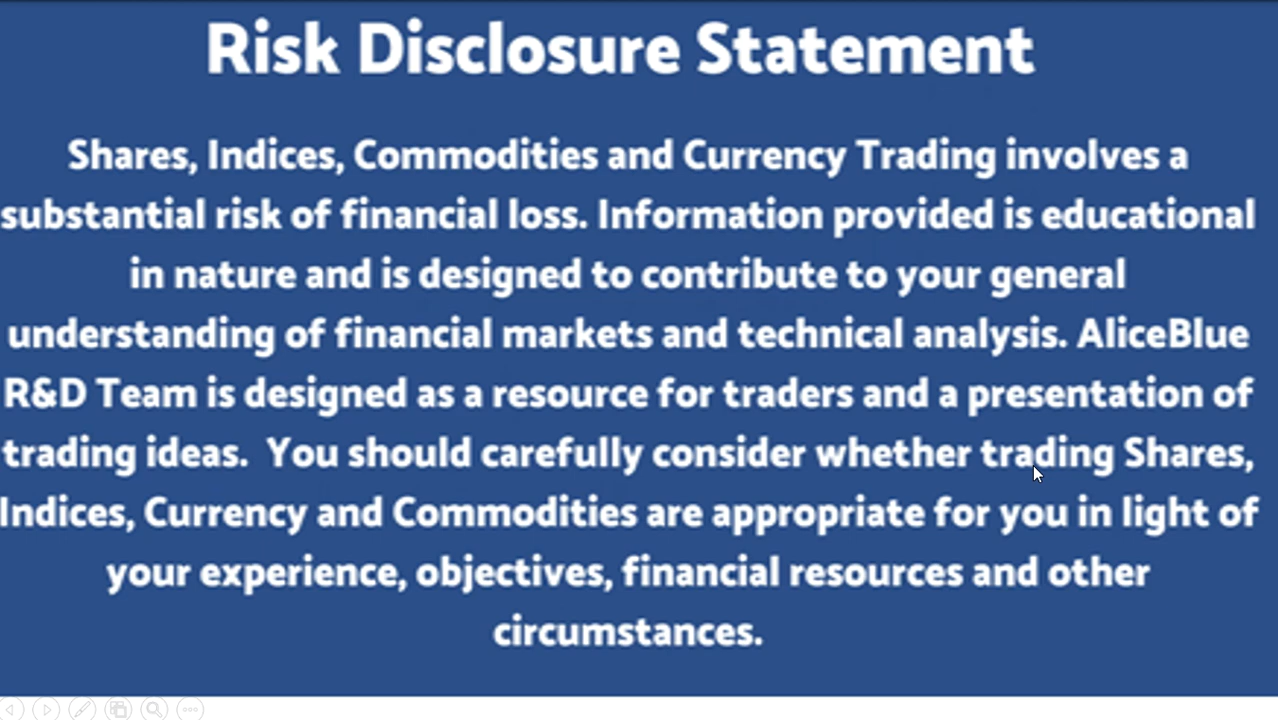 Risk Disclosure Statement
Shares, Indices, Commodities and Currency Trading involves a
substantial risk of financial loss. Information provided is educational
in nature and is designed to contribute to your general
understanding of financial markets and technical analysis. AliceBlue
R&D Team is designed as a resource for traders and a presentation of
trading ideas.  You should carefully consider whether trading Shares,
Indices, Currency and Commodities are appropriate for you in light of
your experience, objectives, financial resources and other
circumstances.